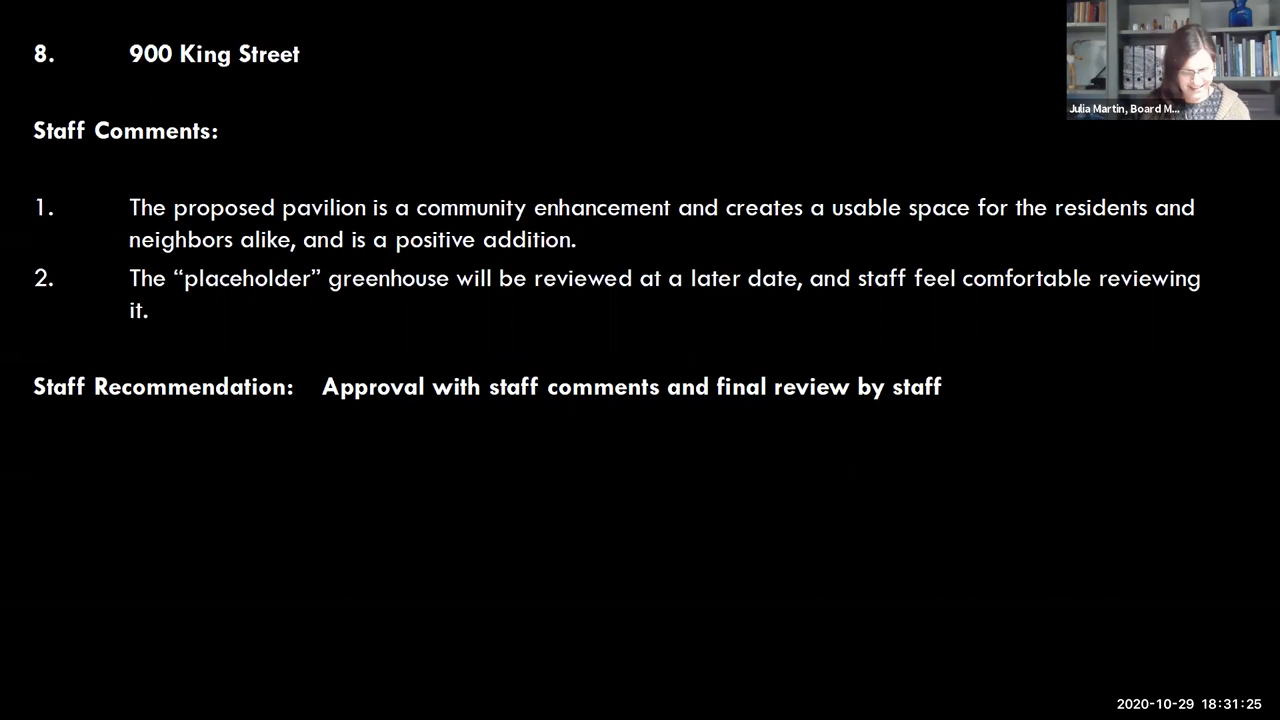 8. 900 King Street
Julia Martin, Board M...
Staff Comments:
1. The proposed pavilion is a community enhancement and creates a usable space for the residents and
neighbors alike, and is a positive addition.
2. The “placeholder” greenhouse will be reviewed at a later date, and staff feel comfortable reviewing
it.
Staff Recommendation: Approval with staff comments and final review by staff
2020-10-29 18:31:25